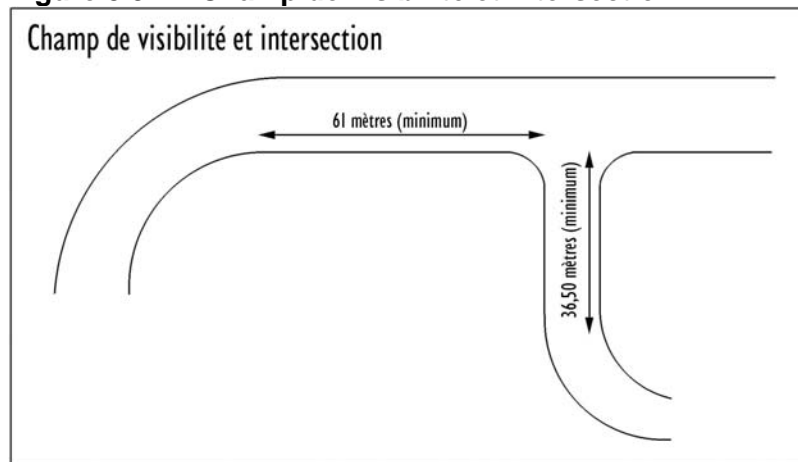 Champ de visibilité et intersection
61 mètres (minimum)
36,50 mètres (minimum)